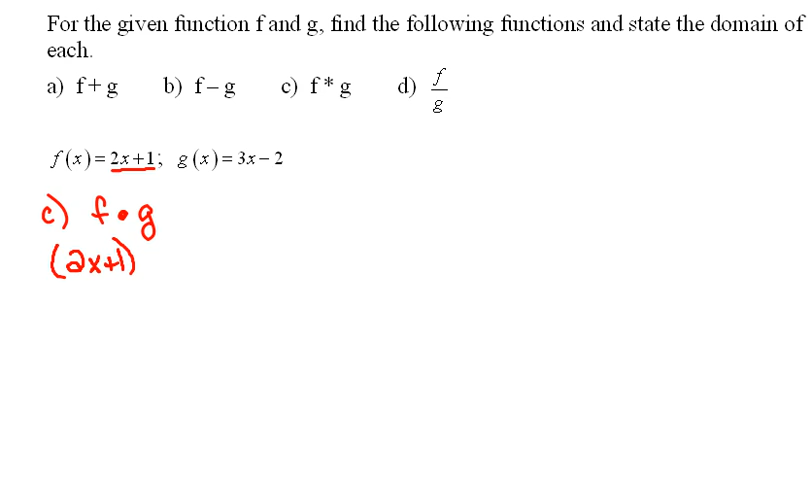 For the given function f and g, find the following functions and state the domain of
each.
a) f+g b) f–g c) f*g d) f/g
f(x)=2x+1; g(x)=3x–2
c) f•g
(2x+1)